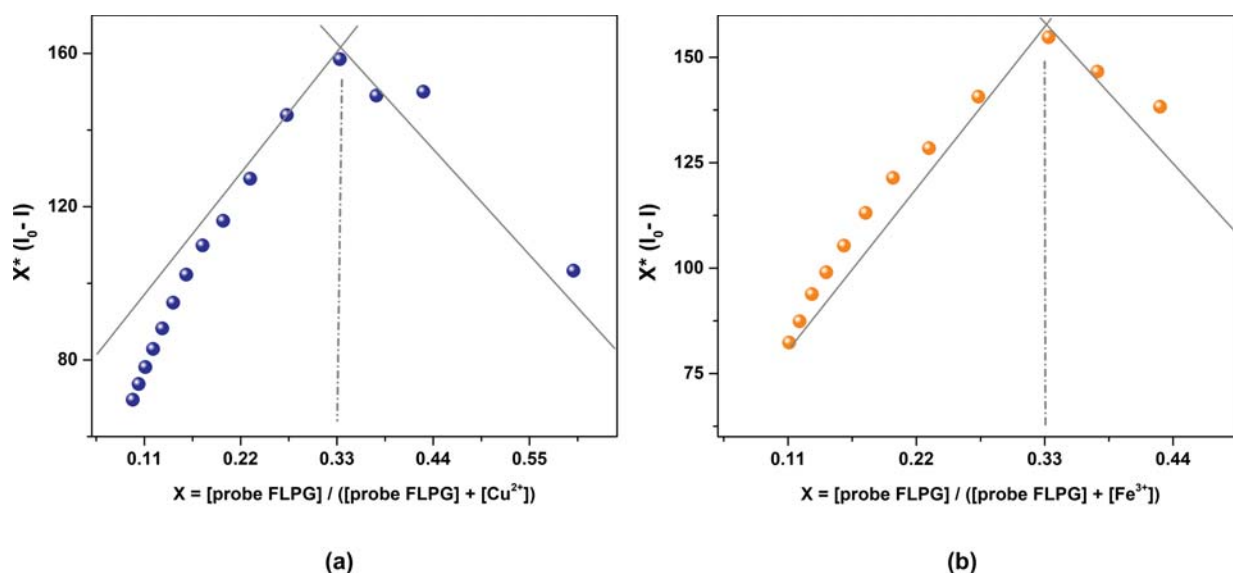 160
120
80
X* (I₀- I)
0.11 0.22 0.33 0.44 0.55
X = [probe FLPG] / ([probe FLPG] + [Cu²⁺])
(a)
150
125
100
75
X* (I₀- I)
0.11 0.22 0.33 0.44
X = [probe FLPG] / ([probe FLPG] + [Fe³⁺])
(b)